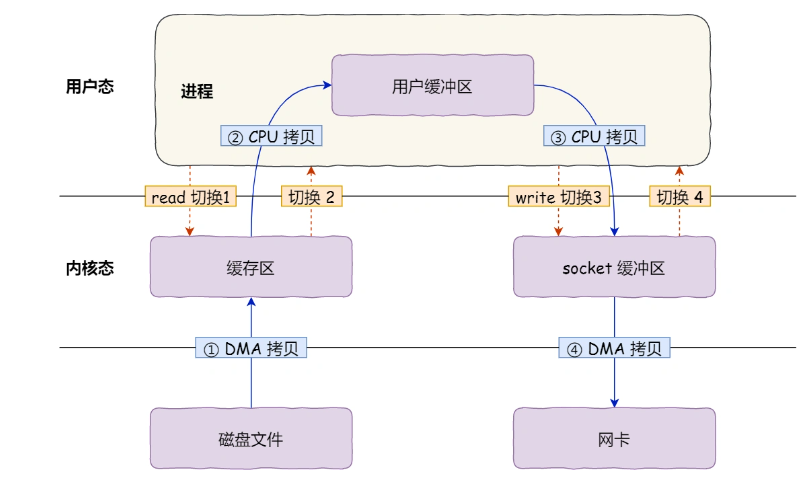 用户态
进程
用户缓冲区
② CPU 拷贝
③ CPU 拷贝
read 切换1
切换 2
write 切换3
切换 4
内核态
缓存区
socket 缓冲区
① DMA 拷贝
④ DMA 拷贝
磁盘文件
网卡